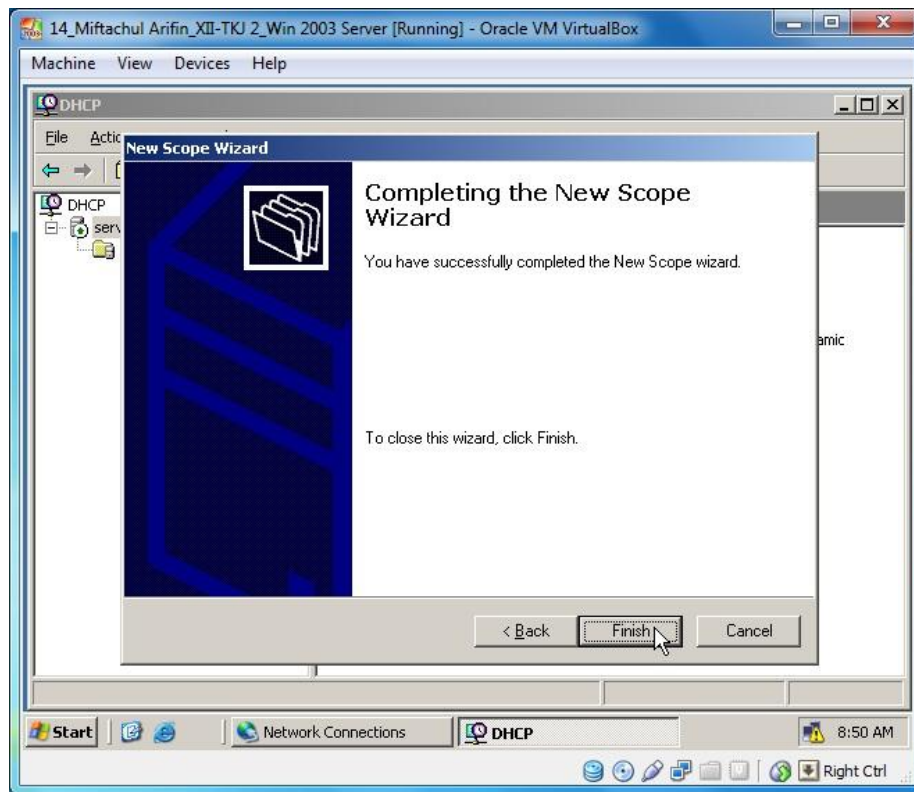 14_Miftachul Arifin_XII-TKJ 2_Win 2003 Server [Running] - Oracle VM VirtualBox
Machine View Devices Help
DHCP
File Actic
New Scope Wizard
DHCP
serv
Completing the New Scope
Wizard
You have successfully completed the New Scope wizard.
amic
To close this wizard, click Finish.
< Back Finish Cancel
Start Network Connections DHCP 8:50 AM
Right Ctrl